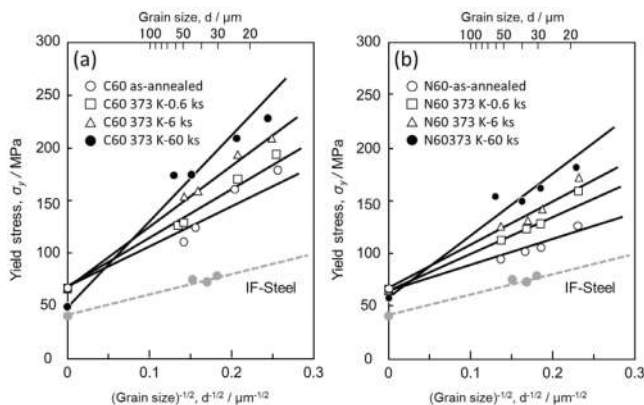 Grain size, d / μm
100 50 30 20
(a)
C60 as-annealed
C60 373 K-0.6 ks
C60 373 K-6 ks
C60 373 K-60 ks
IF-Steel
Yield stress, σy / MPa
300
250
200
150
100
50
0
0 0.1 0.2 0.3
(Grain size)-1/2, d-1/2 / μm-1/2
Grain size, d / μm
100 50 30 20
(b)
N60-as-annealed
N60 373 K-0.6 ks
N60 373 K-6 ks
N60373 K-60 ks
IF-Steel
Yield stress, σy / MPa
300
250
200
150
100
50
0
0 0.1 0.2 0.3
(Grain size)-1/2, d-1/2 / μm-1/2